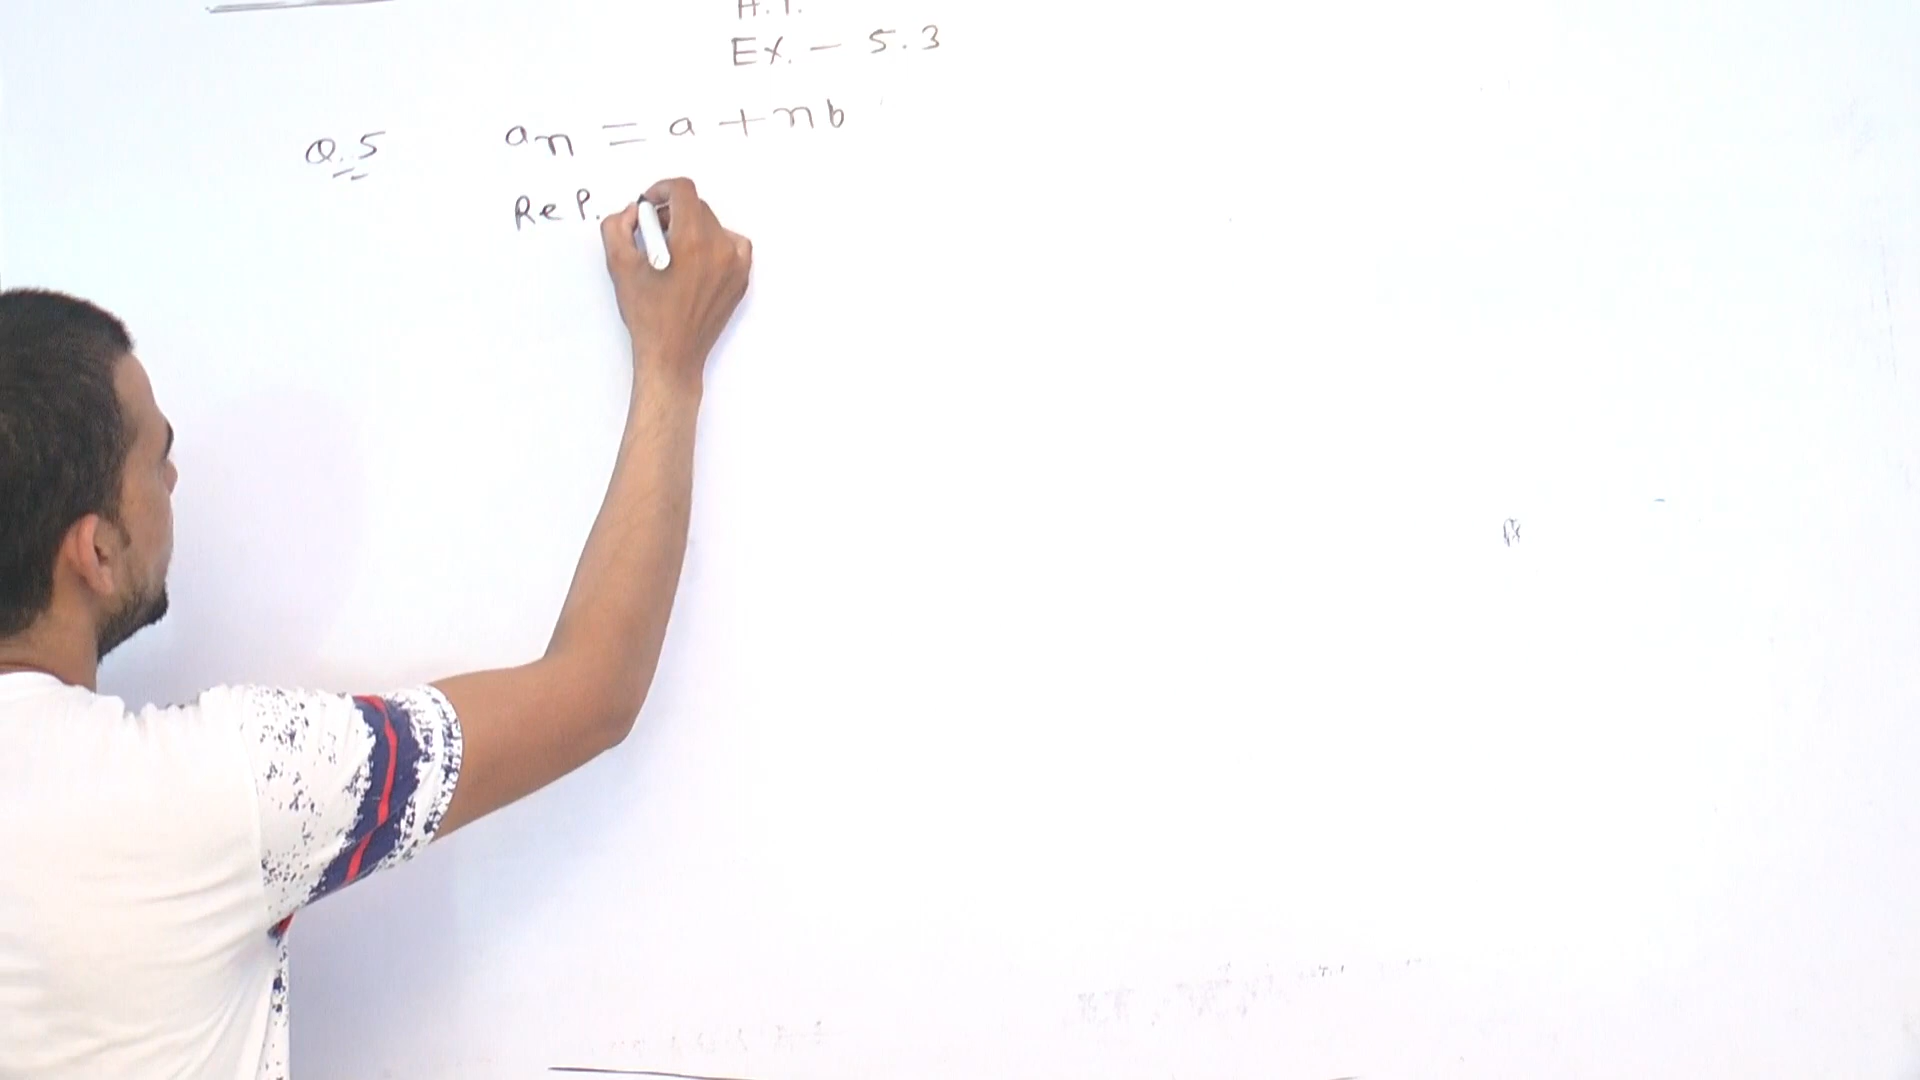 A.P.
Ex. - 5.3
Q.5 an = a + nb
Rep.